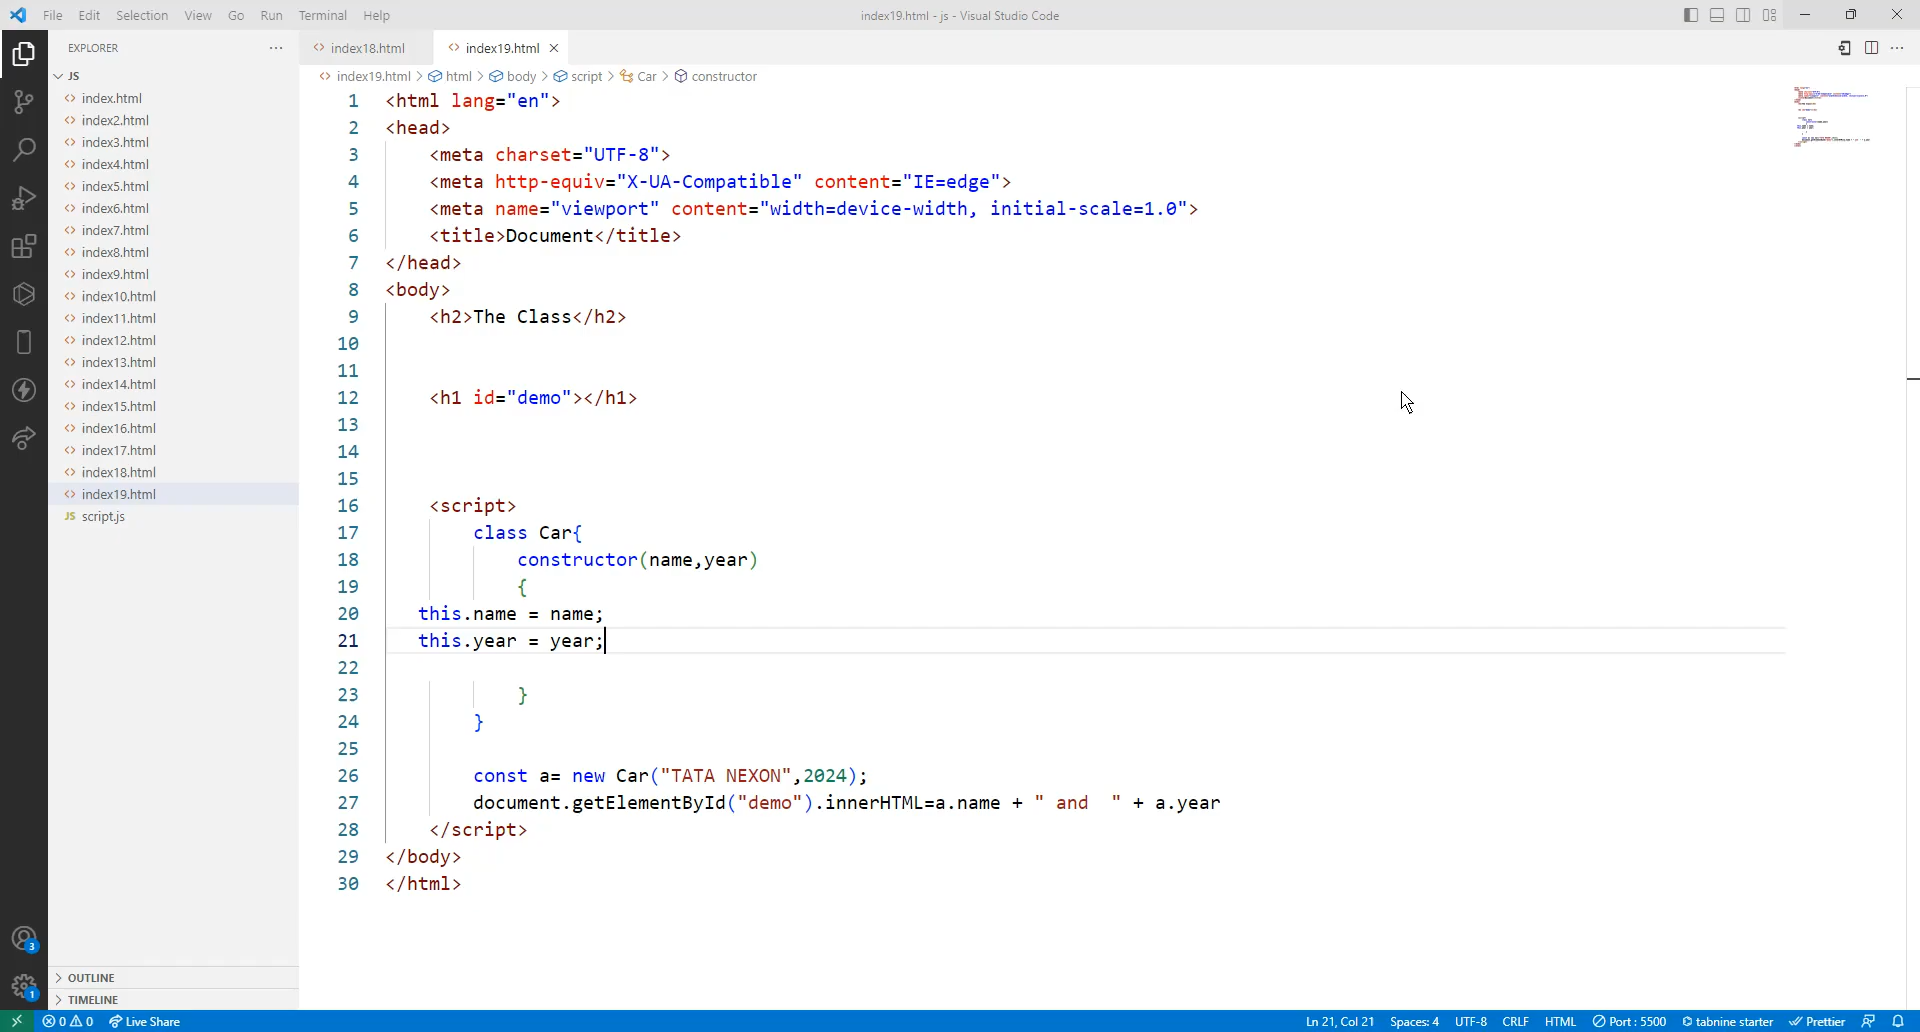 File Edit Selection View Go Run Terminal Help
index19.html - js - Visual Studio Code
EXPLORER
index18.html
index19.html
index19.html > html > body > script > Car > constructor
JS
index.html
index2.html
index3.html
index4.html
index5.html
index6.html
index7.html
index8.html
index9.html
index10.html
index11.html
index12.html
index13.html
index14.html
index15.html
index16.html
index17.html
index18.html
index19.html
JS script.js
OUTLINE
TIMELINE
1 <html lang="en">
2 <head>
3 <meta charset="UTF-8">
4 <meta http-equiv="X-UA-Compatible" content="IE=edge">
5 <meta name="viewport" content="width=device-width, initial-scale=1.0">
6 <title>Document</title>
7 </head>
8 <body>
9 <h2>The Class</h2>
10
11
12 <h1 id="demo"></h1>
13
14
15
16 <script>
17 class Car{
18 constructor(name,year)
19 {
20 this.name = name;
21 this.year = year;
22
23 }
24 }
25
26 const a= new Car("TATA NEXON",2024);
27 document.getElementById("demo").innerHTML=a.name + " and  " + a.year
28 </script>
29 </body>
30 </html>
3
1
0 0 Live Share
Ln 21, Col 21 Spaces: 4 UTF-8 CRLF HTML Port : 5500 tabnine starter Prettier